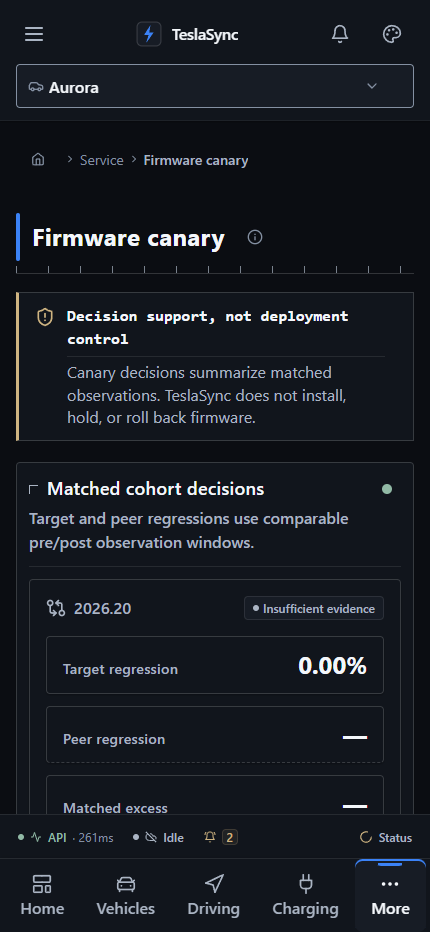 TeslaSync
Aurora
Service
Firmware canary
Firmware canary
Decision support, not deployment
control
Canary decisions summarize matched
observations. TeslaSync does not install,
hold, or roll back firmware.
Matched cohort decisions
Target and peer regressions use comparable
pre/post observation windows.
2026.20
Insufficient evidence
Target regression
0.00%
Peer regression
—
Matched excess
—
API · 261ms
Idle
2
Status
Home
Vehicles
Driving
Charging
More